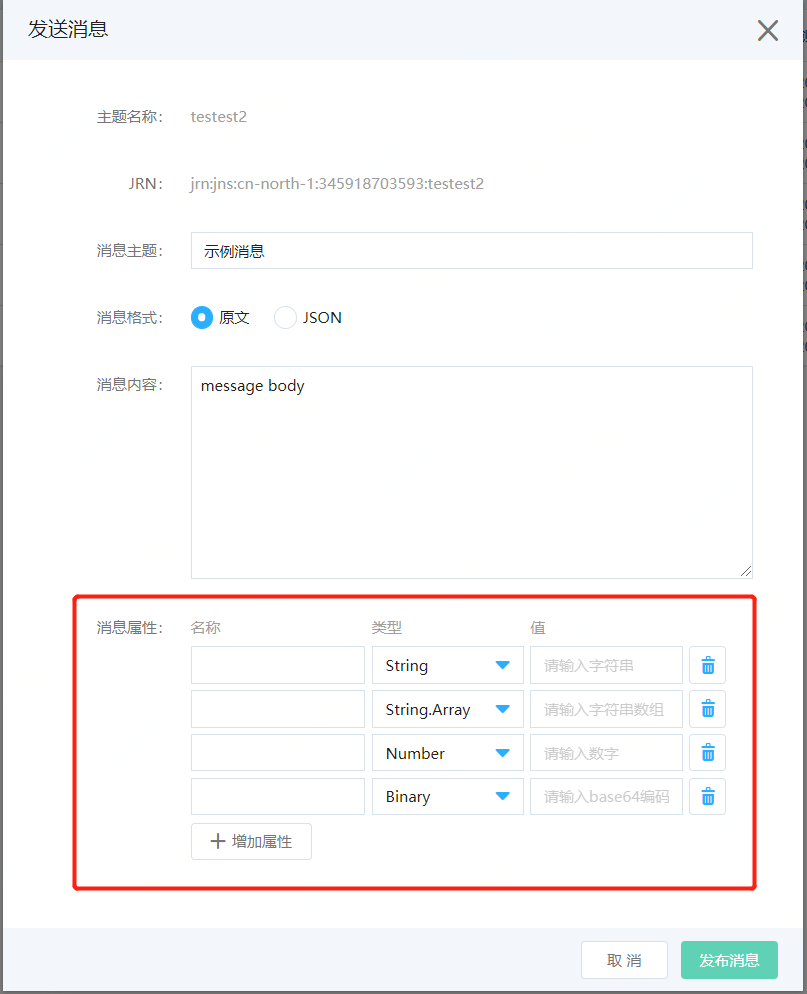 发送消息
主题名称： testest2
JRN： jrn:jns:cn-north-1:345918703593:testest2
消息主题： 示例消息
消息格式： 原文 JSON
消息内容： message body
消息属性： 名称 类型 值
String 请输入字符串
String.Array 请输入字符串数组
Number 请输入数字
Binary 请输入base64编码
增加属性
取消 发布消息